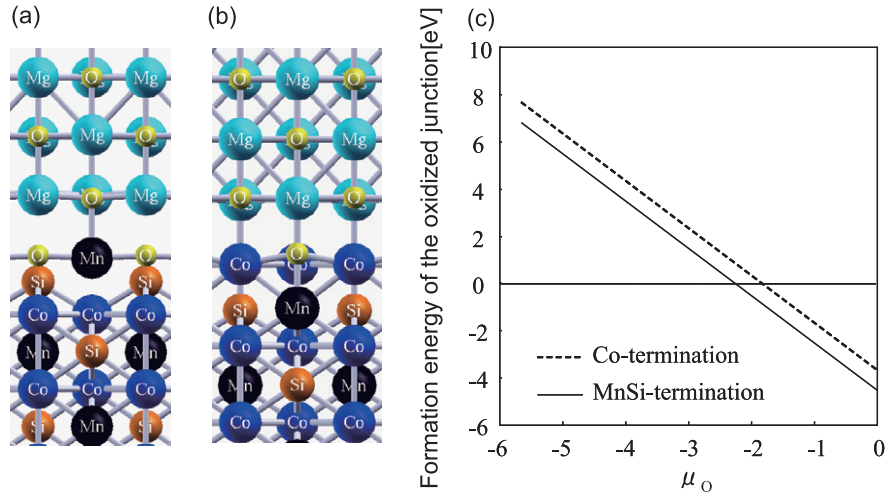 (a)
(b)
(c)
Mg O Mg
O Mg O
Mg O Mg
O Mn O
Si Si
Co Co Co
Mn Si Mn
Co Co Co
Si Mn Si
O Mg O
Mg O Mg
O Mg O
Co O Co Co
Si Mn Si
Co Co Co
Mn Si Mn
Co Co Co
Formation energy of the oxidized junction[eV]
10
8
6
4
2
0
-2
-4
-6
Co-termination
MnSi-termination
-6 -5 -4 -3 -2 -1 0
μO